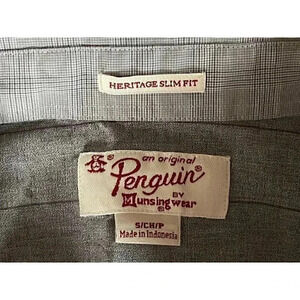 HERITAGE SLIM FIT
an original
Penguin®
BY
Munsingwear®
S/CH/P
Made in Indonesia